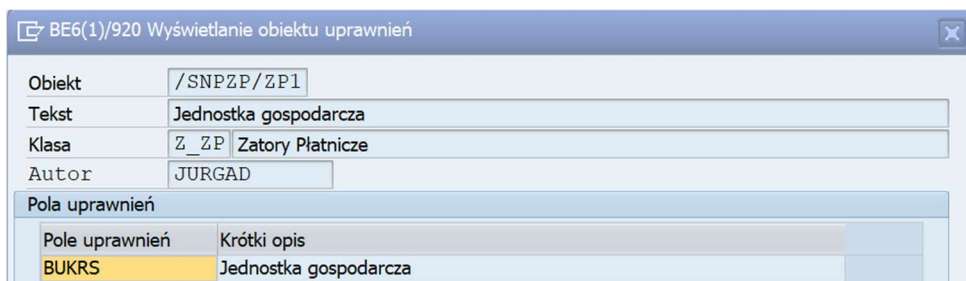 BE6(1)/920 Wyświetlanie obiektu uprawnień
Obiekt /SNPZP/ZP1
Tekst Jednostka gospodarcza
Klasa Z_ZP Zatory Płatnicze
Autor JURGAD
Pola uprawnień
Pole uprawnień Krótki opis
BUKRS Jednostka gospodarcza